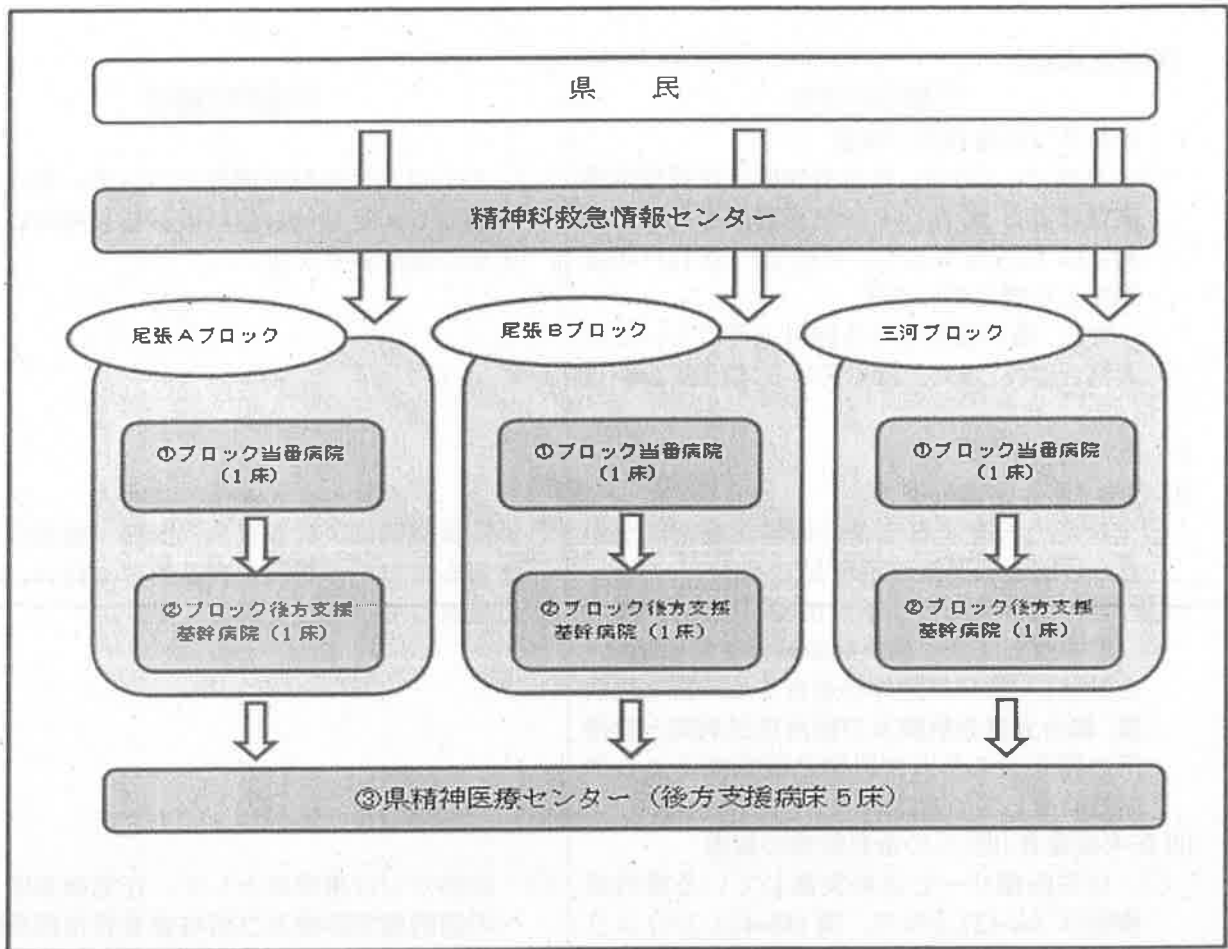 県　民
精神科救急情報センター
尾張Aブロック
尾張Bブロック
三河ブロック
①ブロック当番病院
(1床)
①ブロック当番病院
(1床)
①ブロック当番病院
(1床)
②ブロック後方支援
基幹病院(1床)
②ブロック後方支援
基幹病院(1床)
②ブロック後方支援
基幹病院(1床)
③県精神医療センター(後方支援病床5床)